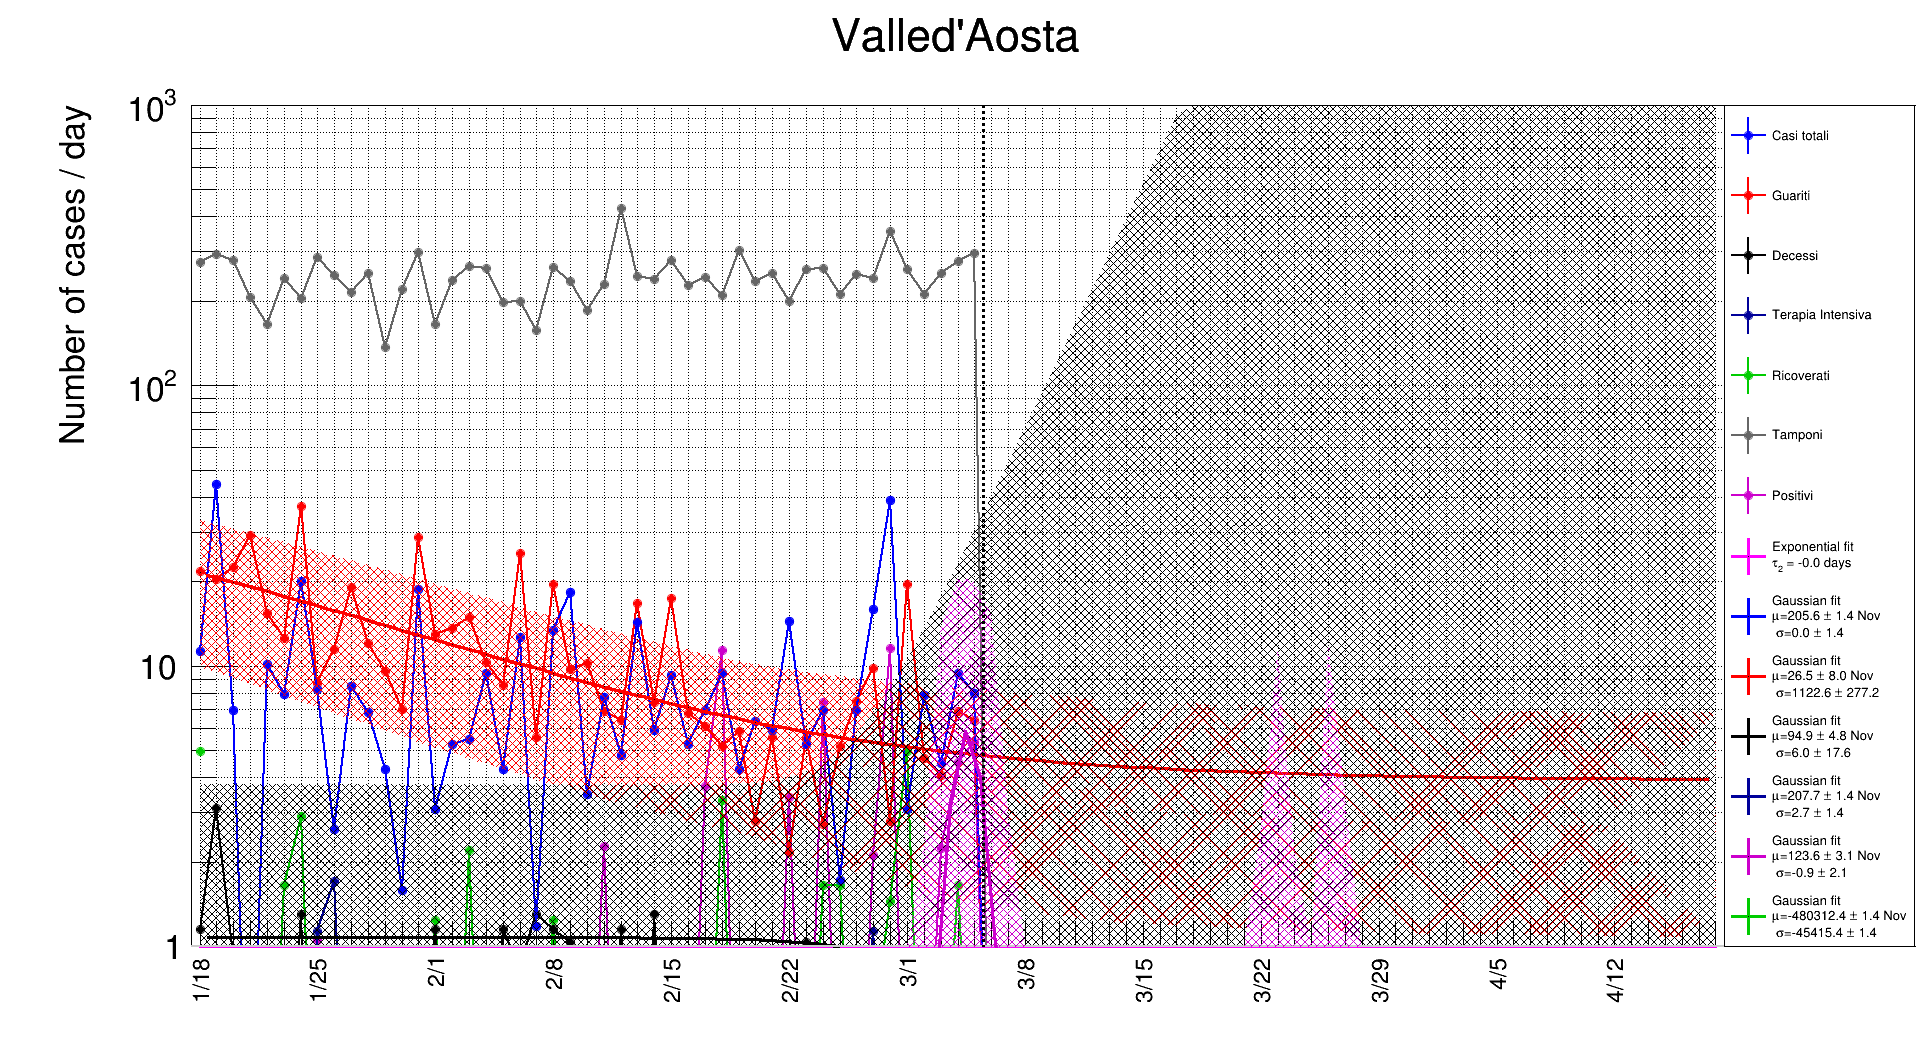 Valled'Aosta
Number of cases / day
10³
10²
10
1
1/18
1/25
2/1
2/8
2/15
2/22
3/1
3/8
3/15
3/22
3/29
4/5
4/12
Casi totali
Guariti
Decessi
Terapia Intensiva
Ricoverati
Tamponi
Positivi
Exponential fit
τ₂ = -0.0 days
Gaussian fit
μ=205.6 ± 1.4 Nov
σ=0.0 ± 1.4
Gaussian fit
μ=26.5 ± 8.0 Nov
σ=1122.6 ± 277.2
Gaussian fit
μ=94.9 ± 4.8 Nov
σ=6.0 ± 17.6
Gaussian fit
μ=207.7 ± 1.4 Nov
σ=2.7 ± 1.4
Gaussian fit
μ=123.6 ± 3.1 Nov
σ=-0.9 ± 2.1
Gaussian fit
μ=-480312.4 ± 1.4 Nov
σ=-45415.4 ± 1.4